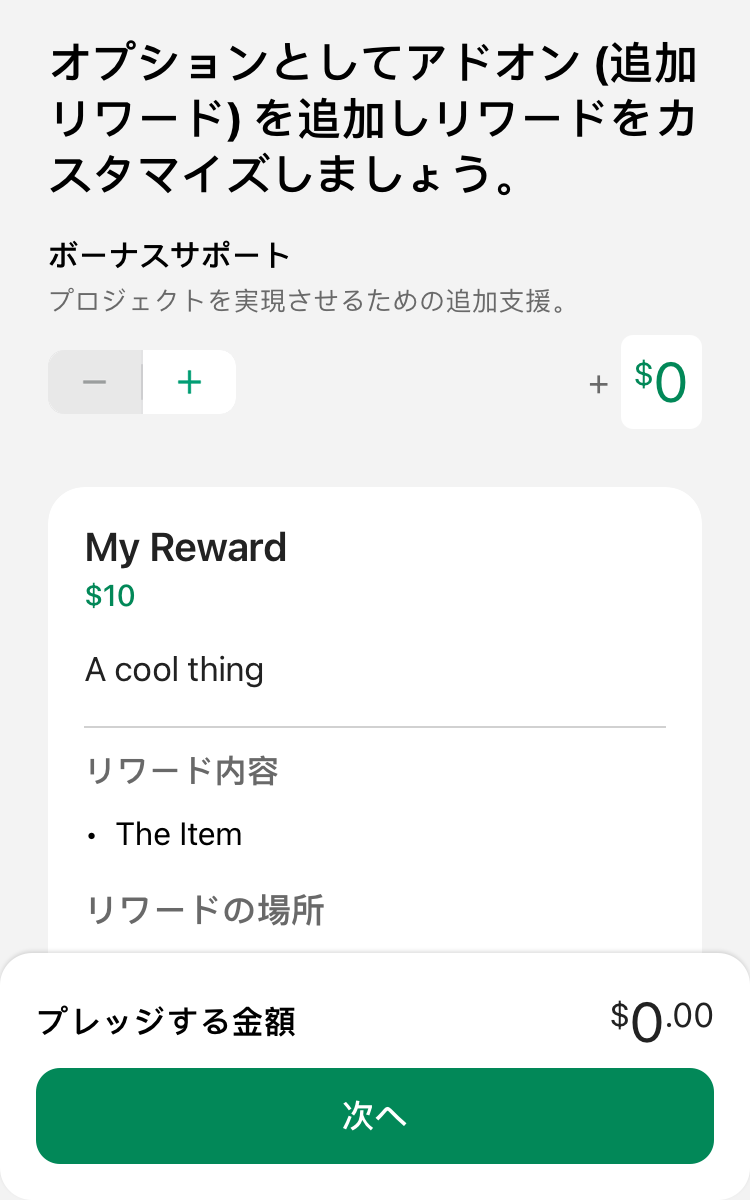 オプションとしてアドオン (追加
リワード) を追加しリワードをカ
スタマイズしましょう。
ボーナスサポート
プロジェクトを実現させるための追加支援。
− +
+ $0
My Reward
$10
A cool thing
リワード内容
• The Item
リワードの場所
プレッジする金額
$0.00
次へ